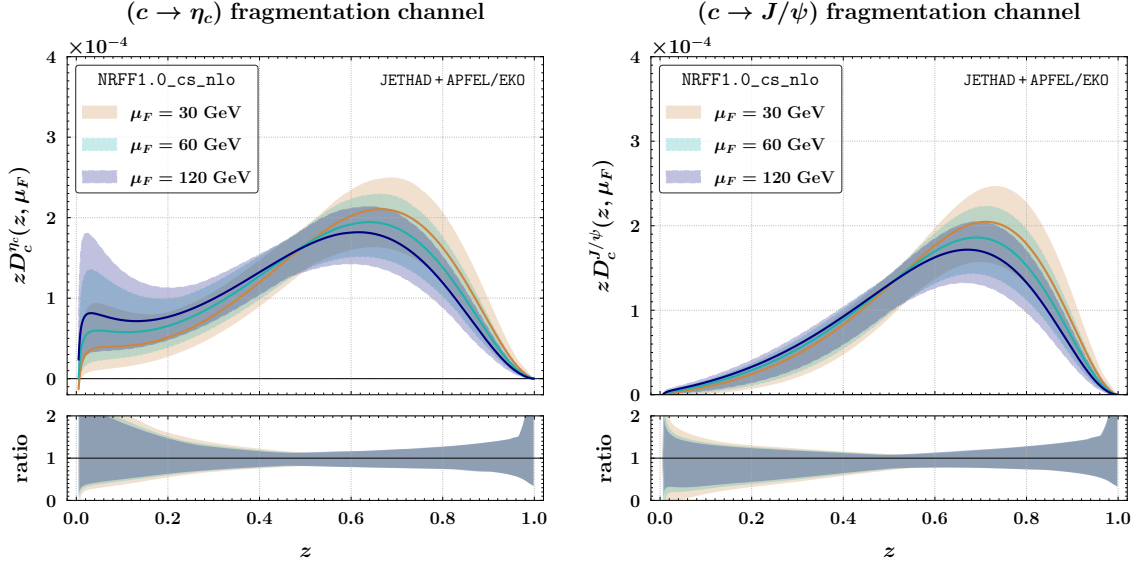 (c → η_c) fragmentation channel
×10⁻⁴
NRFF1.0_cs_nlo
JETHAD + APFEL/EKO
μ_F = 30 GeV
μ_F = 60 GeV
μ_F = 120 GeV
zD_c^{η_c}(z, μ_F)
4
3
2
1
0
ratio
2
1
0
0.0 0.2 0.4 0.6 0.8 1.0
z
(c → J/ψ) fragmentation channel
×10⁻⁴
NRFF1.0_cs_nlo
JETHAD + APFEL/EKO
μ_F = 30 GeV
μ_F = 60 GeV
μ_F = 120 GeV
zD_c^{J/ψ}(z, μ_F)
4
3
2
1
0
ratio
2
1
0
0.0 0.2 0.4 0.6 0.8 1.0
z